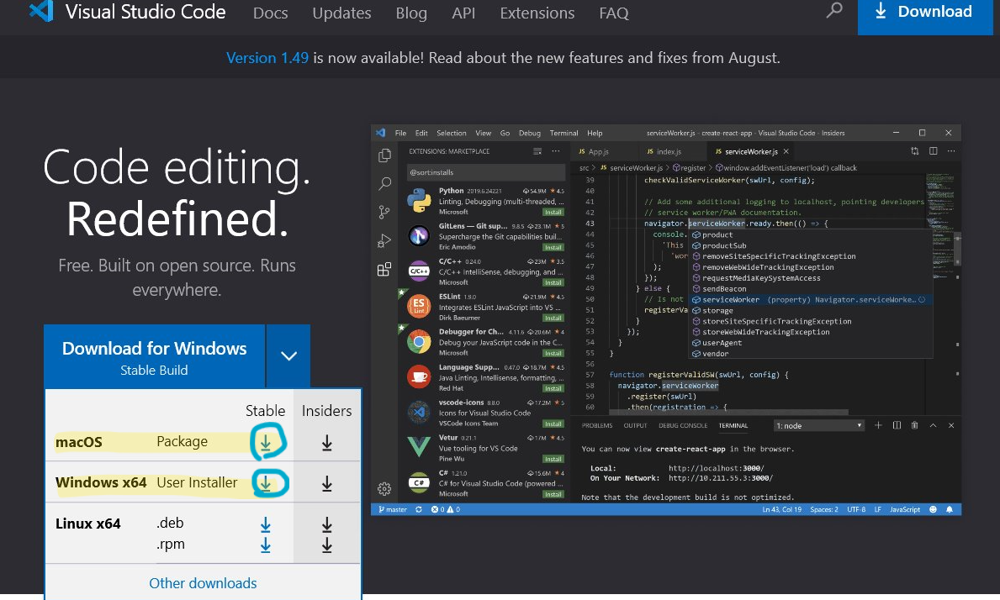 Visual Studio Code Docs Updates Blog API Extensions FAQ Download
Version 1.49 is now available! Read about the new features and fixes from August.
Code editing.
Redefined.
Free. Built on open source. Runs
everywhere.
Download for Windows
Stable Build
Stable Insiders
macOS Package
Windows x64 User Installer
Linux x64 .deb
.rpm
Other downloads
File Edit Selection View Go Debug Terminal Help serviceWorker.js - create-react-app - Visual Studio Code - Insiders
EXTENSIONS: MARKETPLACE
@sort:installs
Python 2019.6.24221 54.9M 4.5
Linting, Debugging (multi-threaded, ...
Microsoft Install
GitLens — Git sup... 9.8.5 23.1M 5
Supercharge the Git capabilities buil...
Eric Amodio Install
C/C++ 0.24.0 23M 3.5
C/C++ IntelliSense, debugging, and ...
Microsoft Install
ESLint 1.9.0 21.9M 4.5
Integrates ESLint JavaScript into VS ...
Dirk Baeumer Install
Debugger for Ch... 4.11.6 20.6M 4
Debug your JavaScript code in the C...
Microsoft Install
Language Supp... 0.47.0 18.7M 4.5
Java Linting, Intellisense, formatting, ...
Red Hat Install
vscode-icons 8.8.0 17.2M 5
Icons for Visual Studio Code
VSCode Icons Team Install
Vetur 0.21.1 17M 4.5
Vue tooling for VS Code
Pine Wu Install
C# 1.21.0 15.6M 4
C# for Visual Studio Code (powered ...
Microsoft Install
JS App.js JS index.js JS serviceWorker.js
src > JS serviceWorker.js > register > window.addEventListener('load') callback
39 checkValidServiceWorker(swUrl, config);
40
41 // Add some additional logging to localhost, pointing developers
42 // service worker/PWA documentation.
43 navigator.serviceWorker.ready.then(() => {
44 console.
45 'This
46 'wor
47 );
48 });
49 } else {
50 // Is not
51 registerVa
52 }
53 });
54 }
55 }
56
57 function registerValidSW(swUrl, config) {
58 navigator.serviceWorker
59 .register(swUrl)
60 .then(registration => {
product
productSub
removeSiteSpecificTrackingException
removeWebWideTrackingException
requestMediaKeySystemAccess
sendBeacon
serviceWorker (property) Navigator.serviceWorke...
storage
storeSiteSpecificTrackingException
storeWebWideTrackingException
userAgent
vendor
PROBLEMS OUTPUT DEBUG CONSOLE TERMINAL 1: node
You can now view create-react-app in the browser.
Local: http://localhost:3000/
On Your Network: http://10.211.55.3:3000/
Note that the development build is not optimized.
master 0 0 Ln 43, Col 19 Spaces: 2 UTF-8 LF JavaScript